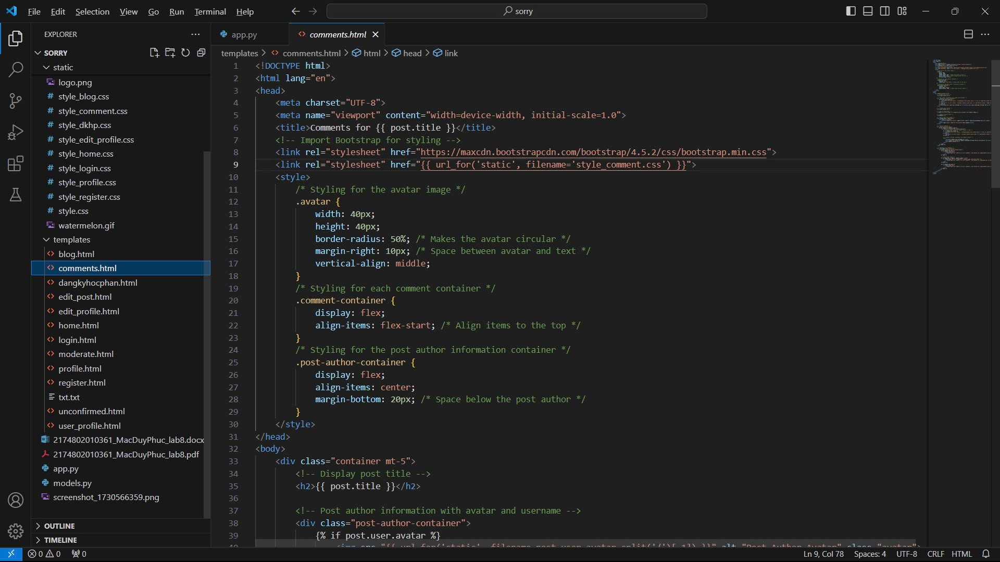 File Edit Selection View Go Run Terminal Help
sorry
EXPLORER
SORRY
static
logo.png
style_blog.css
style_comment.css
style_dkhp.css
style_edit_profile.css
style_home.css
style_login.css
style_profile.css
style_register.css
style.css
watermelon.gif
templates
blog.html
comments.html
dangkyhocphan.html
edit_post.html
edit_profile.html
home.html
login.html
moderate.html
profile.html
register.html
txt.txt
unconfirmed.html
user_profile.html
2174802010361_MacDuyPhuc_lab8.docx
2174802010361_MacDuyPhuc_lab8.pdf
app.py
models.py
screenshot_1730566359.png
OUTLINE
TIMELINE
app.py
comments.html
templates > comments.html > html > head > link
1 <!DOCTYPE html>
2 <html lang="en">
3 <head>
4 <meta charset="UTF-8">
5 <meta name="viewport" content="width=device-width, initial-scale=1.0">
6 <title>Comments for {{ post.title }}</title>
7 <!-- Import Bootstrap for styling -->
8 <link rel="stylesheet" href="https://maxcdn.bootstrapcdn.com/bootstrap/4.5.2/css/bootstrap.min.css">
9 <link rel="stylesheet" href="{{ url_for('static', filename='style_comment.css') }}">
10 <style>
11 /* Styling for the avatar image */
12 .avatar {
13 width: 40px;
14 height: 40px;
15 border-radius: 50%; /* Makes the avatar circular */
16 margin-right: 10px; /* Space between avatar and text */
17 vertical-align: middle;
18 }
19 /* Styling for each comment container */
20 .comment-container {
21 display: flex;
22 align-items: flex-start; /* Align items to the top */
23 }
24 /* Styling for the post author information container */
25 .post-author-container {
26 display: flex;
27 align-items: center;
28 margin-bottom: 20px; /* Space below the post author */
29 }
30 </style>
31 </head>
32 <body>
33 <div class="container mt-5">
34 <!-- Display post title -->
35 <h2>{{ post.title }}</h2>
36
37 <!-- Post author information with avatar and username -->
38 <div class="post-author-container">
39 {% if post.user.avatar %}
0 0 0
Ln 9, Col 78 Spaces: 4 UTF-8 CRLF HTML